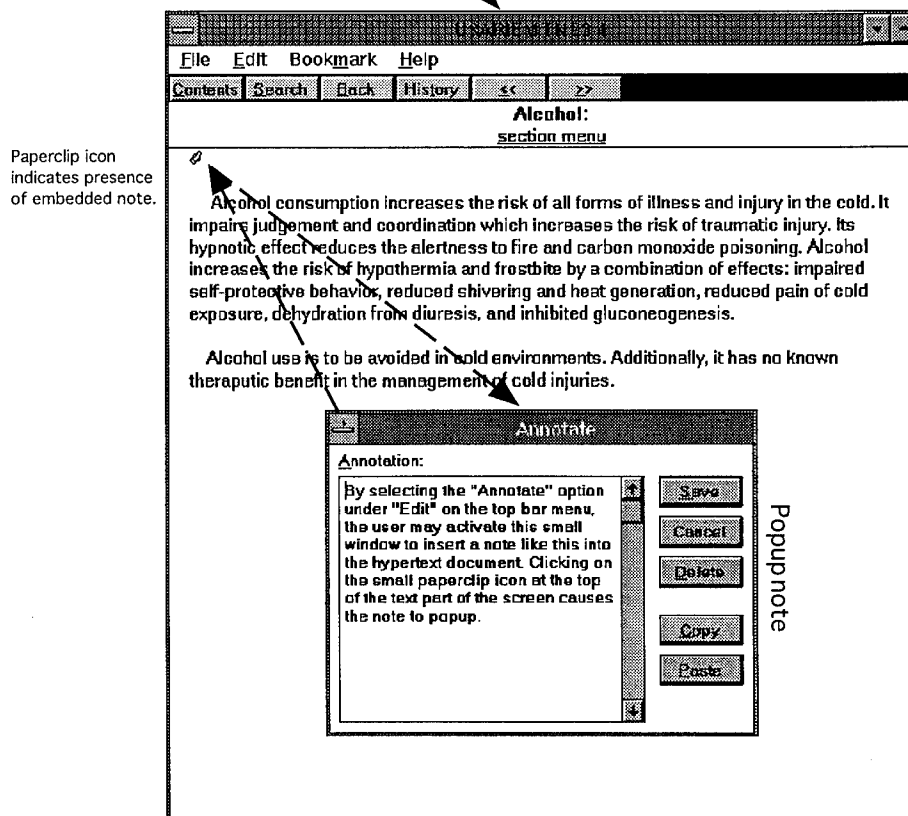 File Edit Bookmark Help
Contents Search Back History << >>
Alcohol:
section menu
Paperclip icon
indicates presence
of embedded note.
Alcohol consumption increases the risk of all forms of illness and injury in the cold. It
impairs judgement and coordination which increases the risk of traumatic injury. Its
hypnotic effect reduces the alertness to fire and carbon monoxide poisoning. Alcohol
increases the risk of hypothermia and frostbite by a combination of effects: impaired
self-protective behavior, reduced shivering and heat generation, reduced pain of cold
exposure, dehydration from diuresis, and inhibited gluconeogenesis.
Alcohol use is to be avoided in cold environments. Additionally, it has no known
theraputic benefit in the management of cold injuries.
Annotate
Annotation:
By selecting the "Annotate" option
under "Edit" on the top bar menu,
the user may activate this small
window to insert a note like this into
the hypertext document. Clicking on
the small paperclip icon at the top
of the text part of the screen causes
the note to popup.
Save
Cancel
Delete
Copy
Paste
Popup note